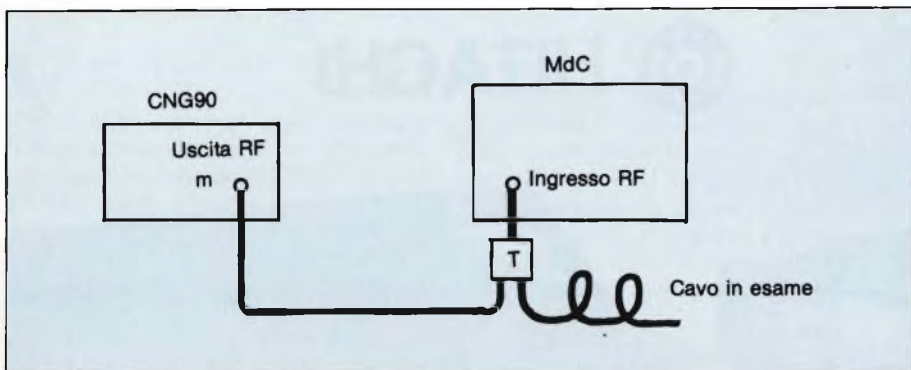 CNG90
Uscita RF
m
MdC
Ingresso RF
T
Cavo in esame